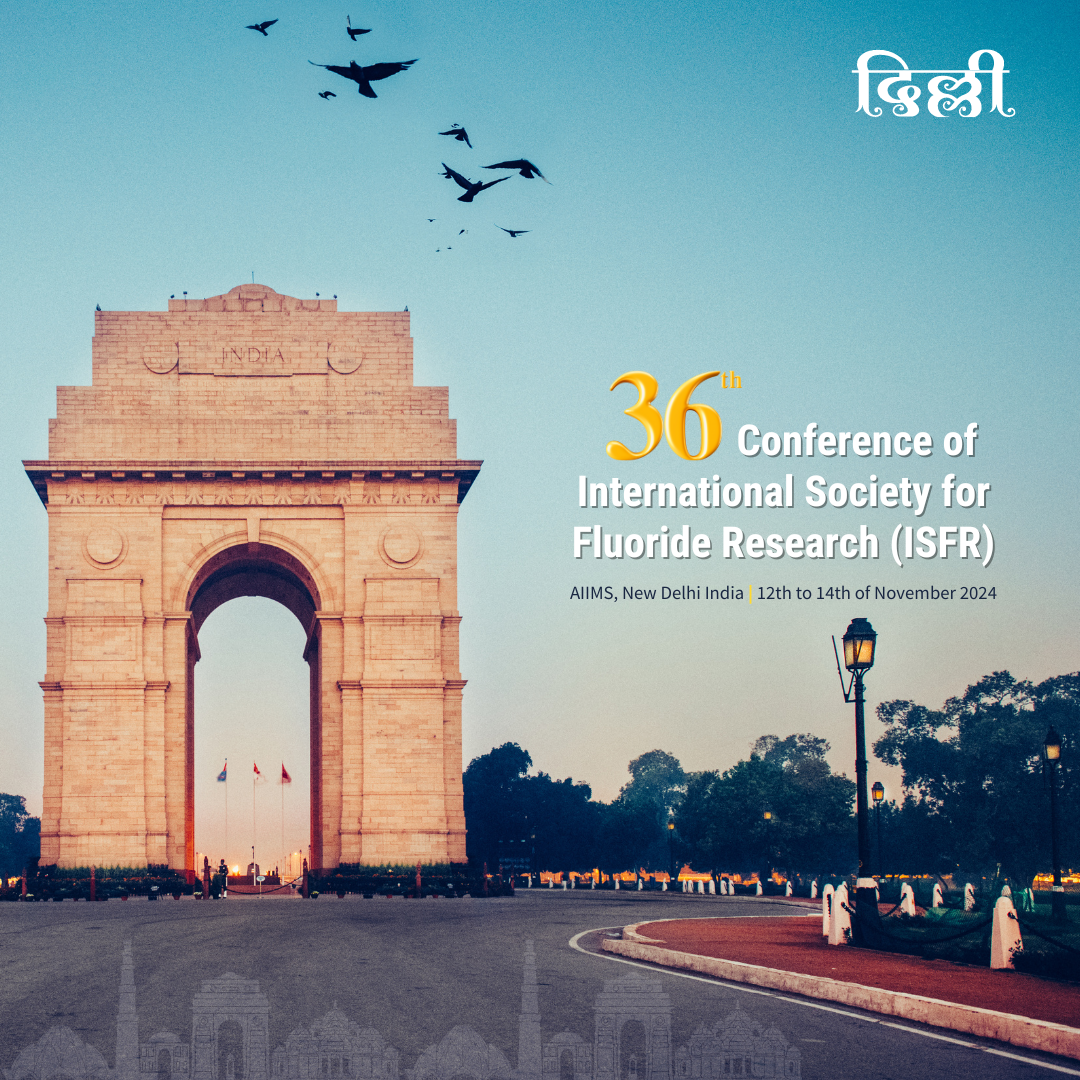 दिल्ली
INDIA
36th Conference of
International Society for
Fluoride Research (ISFR)
AIIMS, New Delhi India | 12th to 14th of November 2024